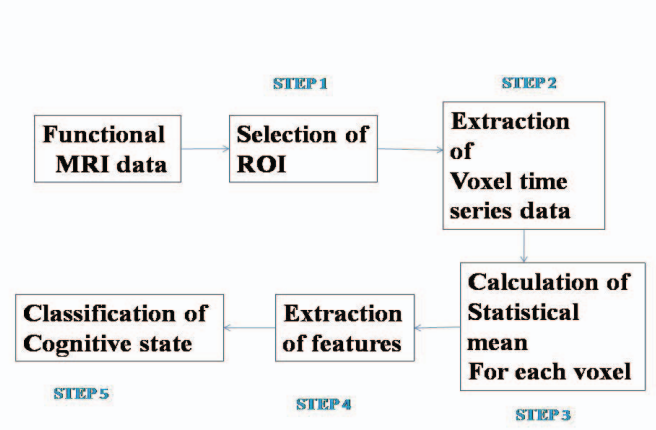 STEP 1
STEP 2
Functional
MRI data
Selection of
ROI
Extraction
of
Voxel time
series data
Calculation of
Statistical
mean
For each voxel
Extraction
of features
Classification of
Cognitive state
STEP 5
STEP 4
STEP 3